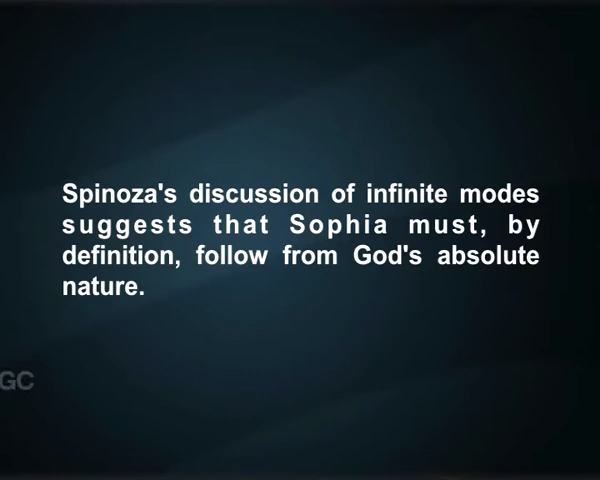 Spinoza's discussion of infinite modes
suggests that Sophia must, by
definition, follow from God's absolute
nature.
GC